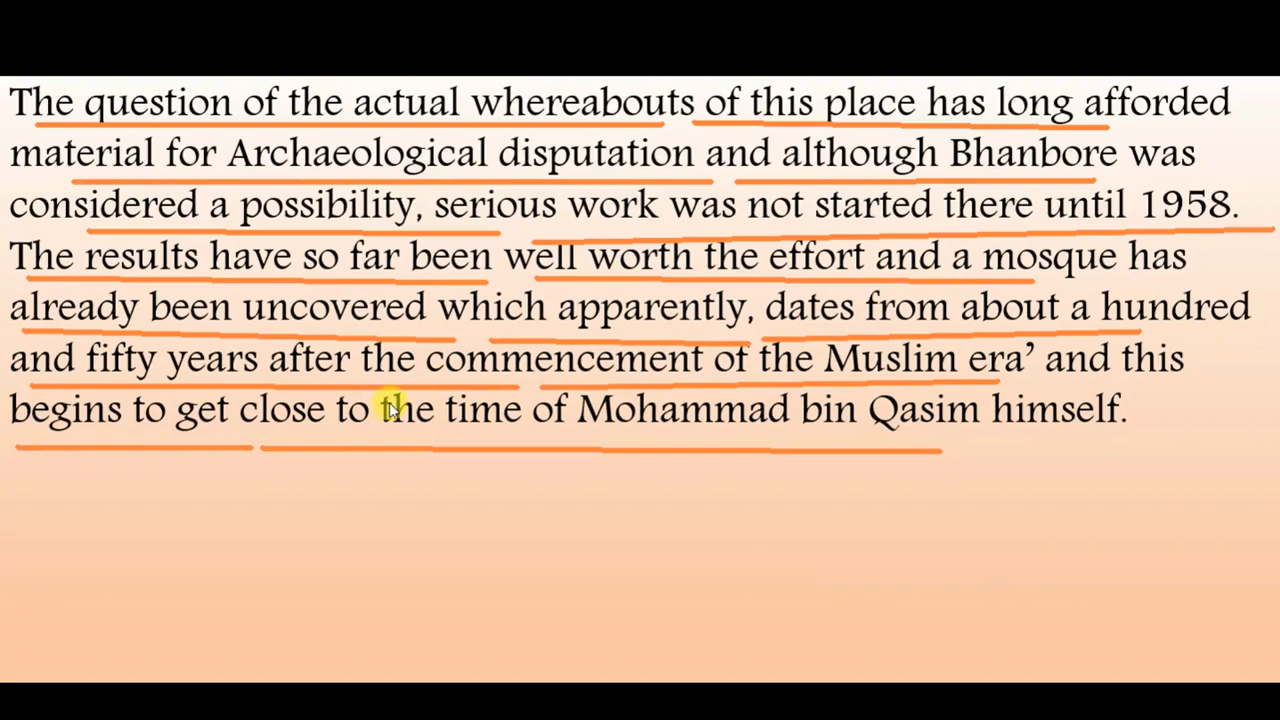 The question of the actual whereabouts of this place has long afforded
material for Archaeological disputation and although Bhanbore was
considered a possibility, serious work was not started there until 1958.
The results have so far been well worth the effort and a mosque has
already been uncovered which apparently, dates from about a hundred
and fifty years after the commencement of the Muslim era’ and this
begins to get close to the time of Mohammad bin Qasim himself.